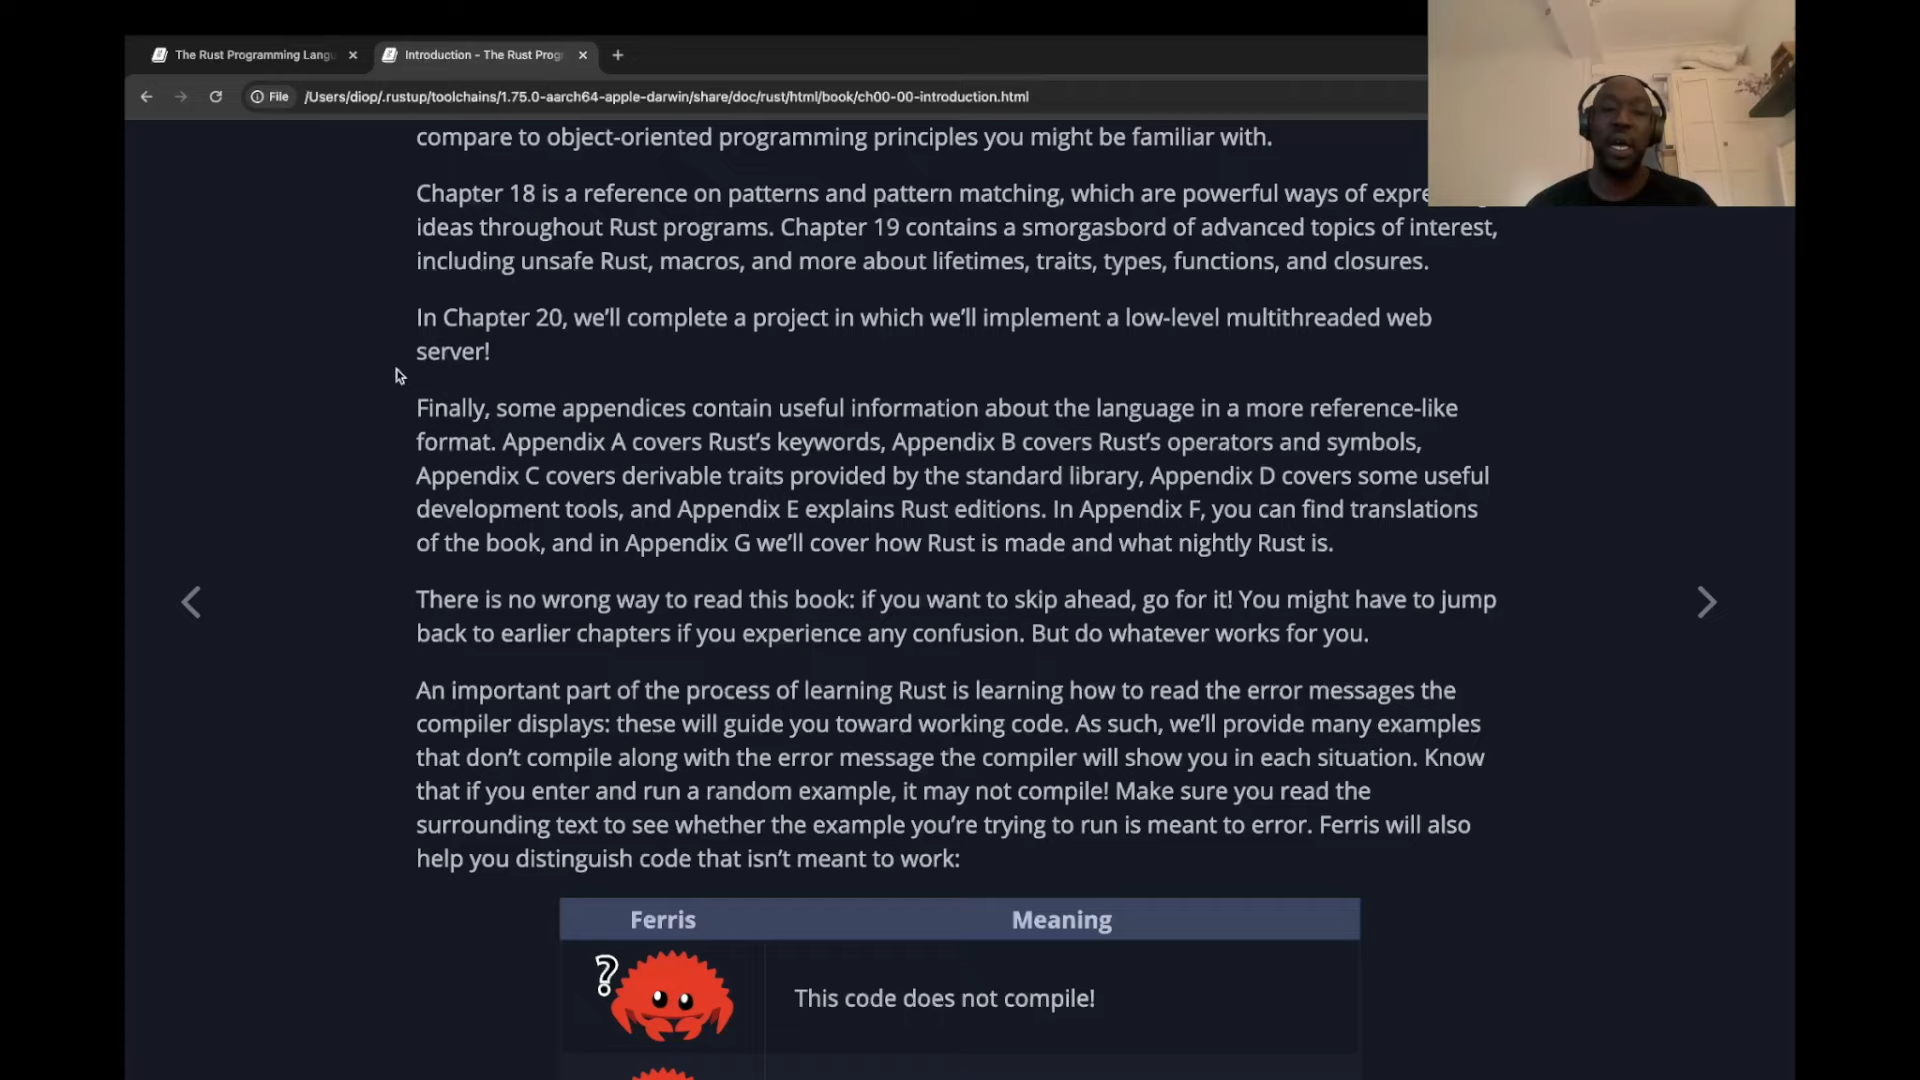 The Rust Programming Langu
Introduction - The Rust Prog
File
/Users/diop/.rustup/toolchains/1.75.0-aarch64-apple-darwin/share/doc/rust/html/book/ch00-00-introduction.html
compare to object-oriented programming principles you might be familiar with.
Chapter 18 is a reference on patterns and pattern matching, which are powerful ways of
ideas throughout Rust programs. Chapter 19 contains a smorgasbord of advanced topics of interest,
including unsafe Rust, macros, and more about lifetimes, traits, types, functions, and closures.
In Chapter 20, we’ll complete a project in which we’ll implement a low-level multithreaded web
server!
Finally, some appendices contain useful information about the language in a more reference-like
format. Appendix A covers Rust’s keywords, Appendix B covers Rust’s operators and symbols,
Appendix C covers derivable traits provided by the standard library, Appendix D covers some useful
development tools, and Appendix E explains Rust editions. In Appendix F, you can find translations
of the book, and in Appendix G we’ll cover how Rust is made and what nightly Rust is.
There is no wrong way to read this book: if you want to skip ahead, go for it! You might have to jump
back to earlier chapters if you experience any confusion. But do whatever works for you.
An important part of the process of learning Rust is learning how to read the error messages the
compiler displays: these will guide you toward working code. As such, we’ll provide many examples
that don’t compile along with the error message the compiler will show you in each situation. Know
that if you enter and run a random example, it may not compile! Make sure you read the
surrounding text to see whether the example you’re trying to run is meant to error. Ferris will also
help you distinguish code that isn’t meant to work:
Ferris Meaning
?
This code does not compile!